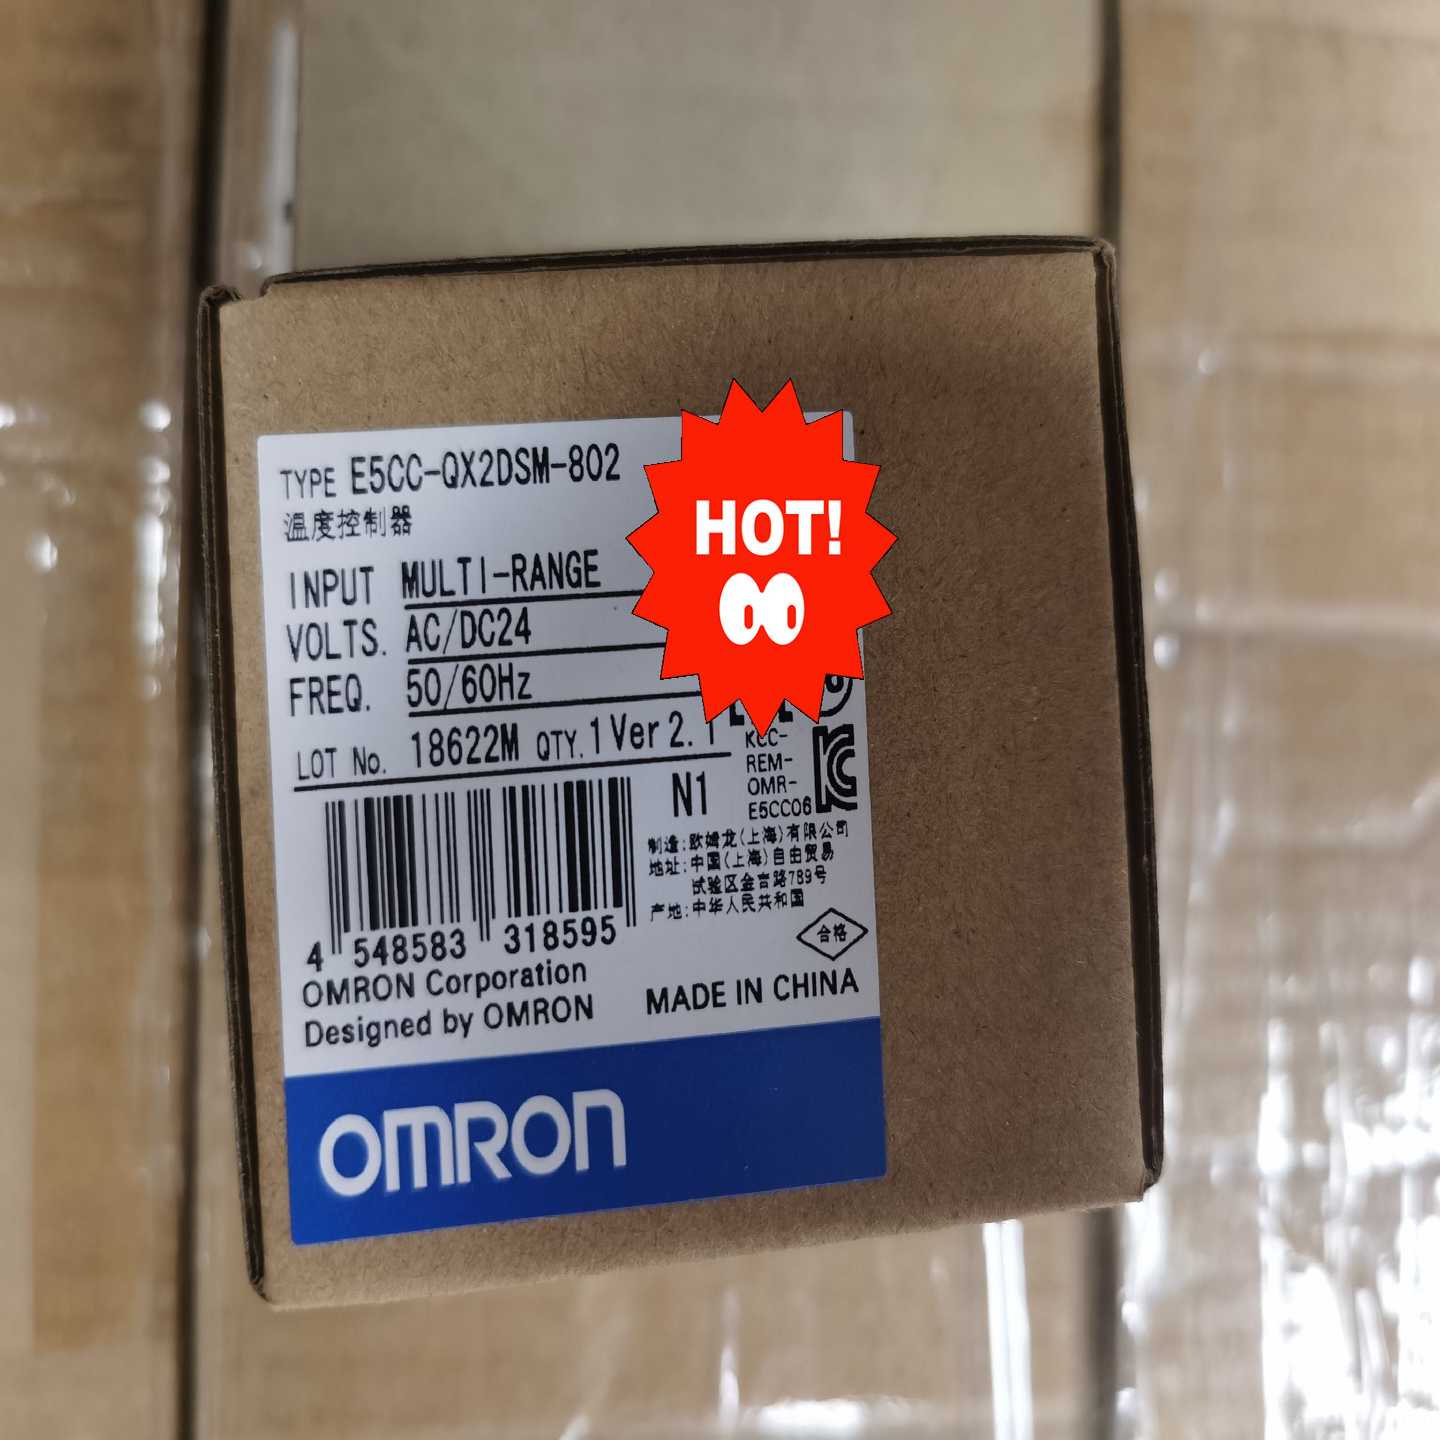 TYPE E5CC-QX2DSM-802
温度控制器
INPUT MULTI-RANGE
VOLTS. AC/DC24
FREQ. 50/60Hz
LOT No. 18622M QTY. 1 Ver 2.1
HOT!
N1
KCC-
REM-
OMR-
E5CC06
制造:欧姆龙(上海)有限公司
地址:中国(上海)自由贸易
试验区金吉路789号
产地:中华人民共和国
合格
4 548583 318595
OMRON Corporation
Designed by OMRON
MADE IN CHINA
OMRON